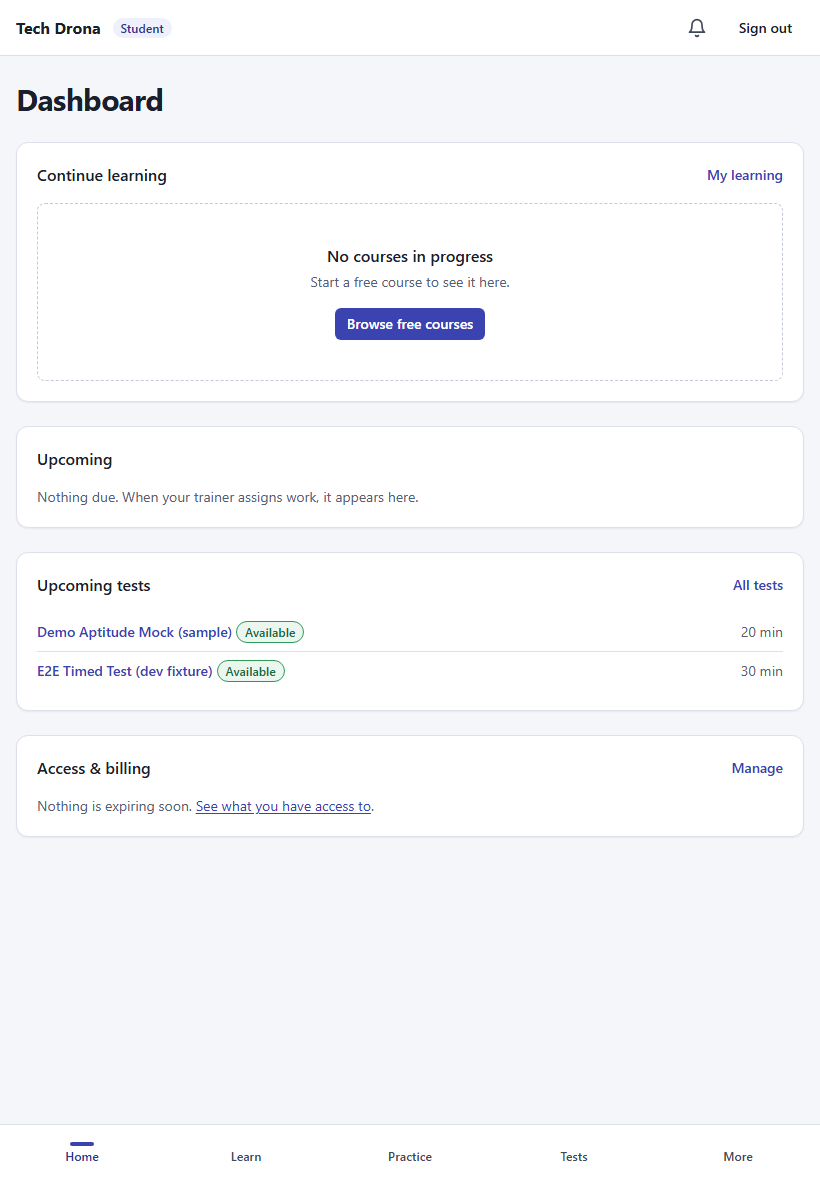 Tech Drona Student Sign out
Dashboard
Continue learning My learning
No courses in progress
Start a free course to see it here.
Browse free courses
Upcoming
Nothing due. When your trainer assigns work, it appears here.
Upcoming tests All tests
Demo Aptitude Mock (sample) Available 20 min
E2E Timed Test (dev fixture) Available 30 min
Access & billing Manage
Nothing is expiring soon. See what you have access to.
Home Learn Practice Tests More